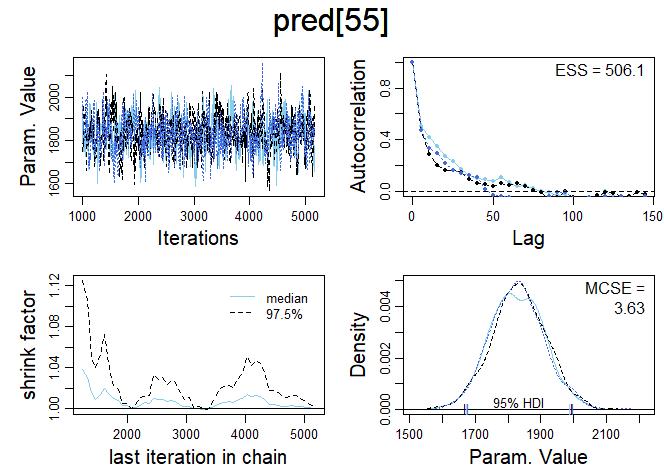 pred[55]
Param. Value
1600 1800 2000
1000 2000 3000 4000 5000
Iterations
Autocorrelation
0.0 0.4 0.8
ESS = 506.1
0 50 100 150
Lag
shrink factor
1.00 1.04 1.08 1.12
median
97.5%
2000 3000 4000 5000
last iteration in chain
Density
0.000 0.002 0.004
MCSE =
3.63
95% HDI
1500 1700 1900 2100
Param. Value